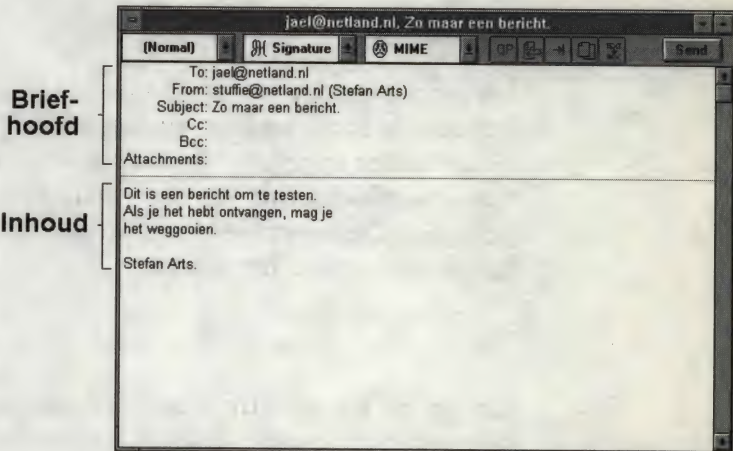 jael@netland.nl, Zo maar een bericht.
(Normal) Signature MIME QP Send
Brief-
hoofd
To: jael@netland.nl
From: stuffie@netland.nl (Stefan Arts)
Subject: Zo maar een bericht.
Cc:
Bcc:
Attachments:
Inhoud
Dit is een bericht om te testen.
Als je het hebt ontvangen, mag je
het weggooien.
Stefan Arts.